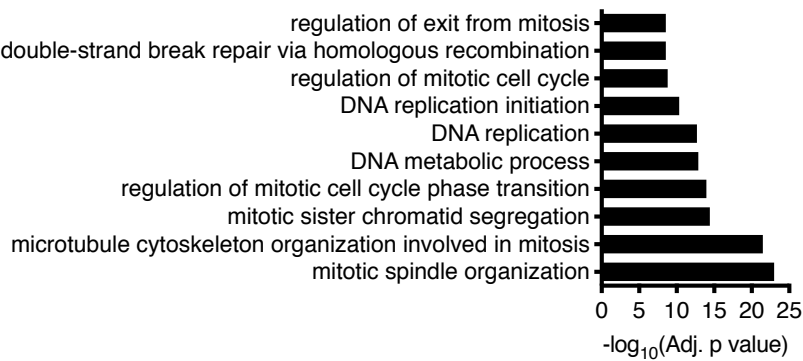 regulation of exit from mitosis
double-strand break repair via homologous recombination
regulation of mitotic cell cycle
DNA replication initiation
DNA replication
DNA metabolic process
regulation of mitotic cell cycle phase transition
mitotic sister chromatid segregation
microtubule cytoskeleton organization involved in mitosis
mitotic spindle organization
0 5 10 15 20 25
-log10(Adj. p value)